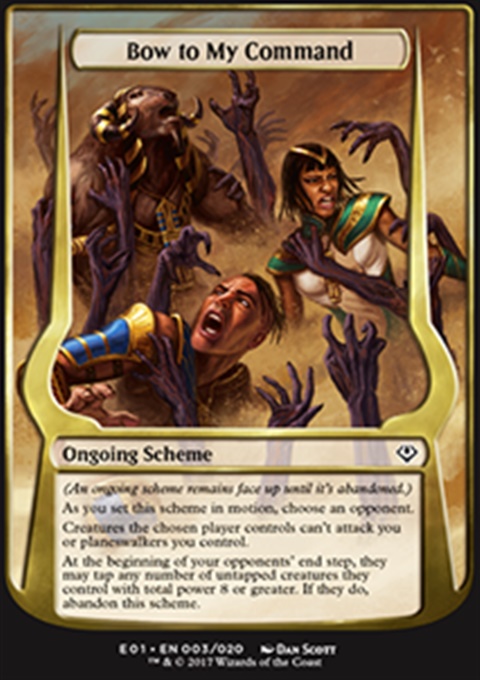 Bow to My Command
Ongoing Scheme
(An ongoing scheme remains face up until it's abandoned.)
As you set this scheme in motion, choose an opponent.
Creatures the chosen player controls can't attack you
or planeswalkers you control.
At the beginning of your opponents' end step, they
may tap any number of untapped creatures they
control with total power 8 or greater. If they do,
abandon this scheme.
E01 • EN 003/020 Dan Scott
™ & © 2017 Wizards of the Coast